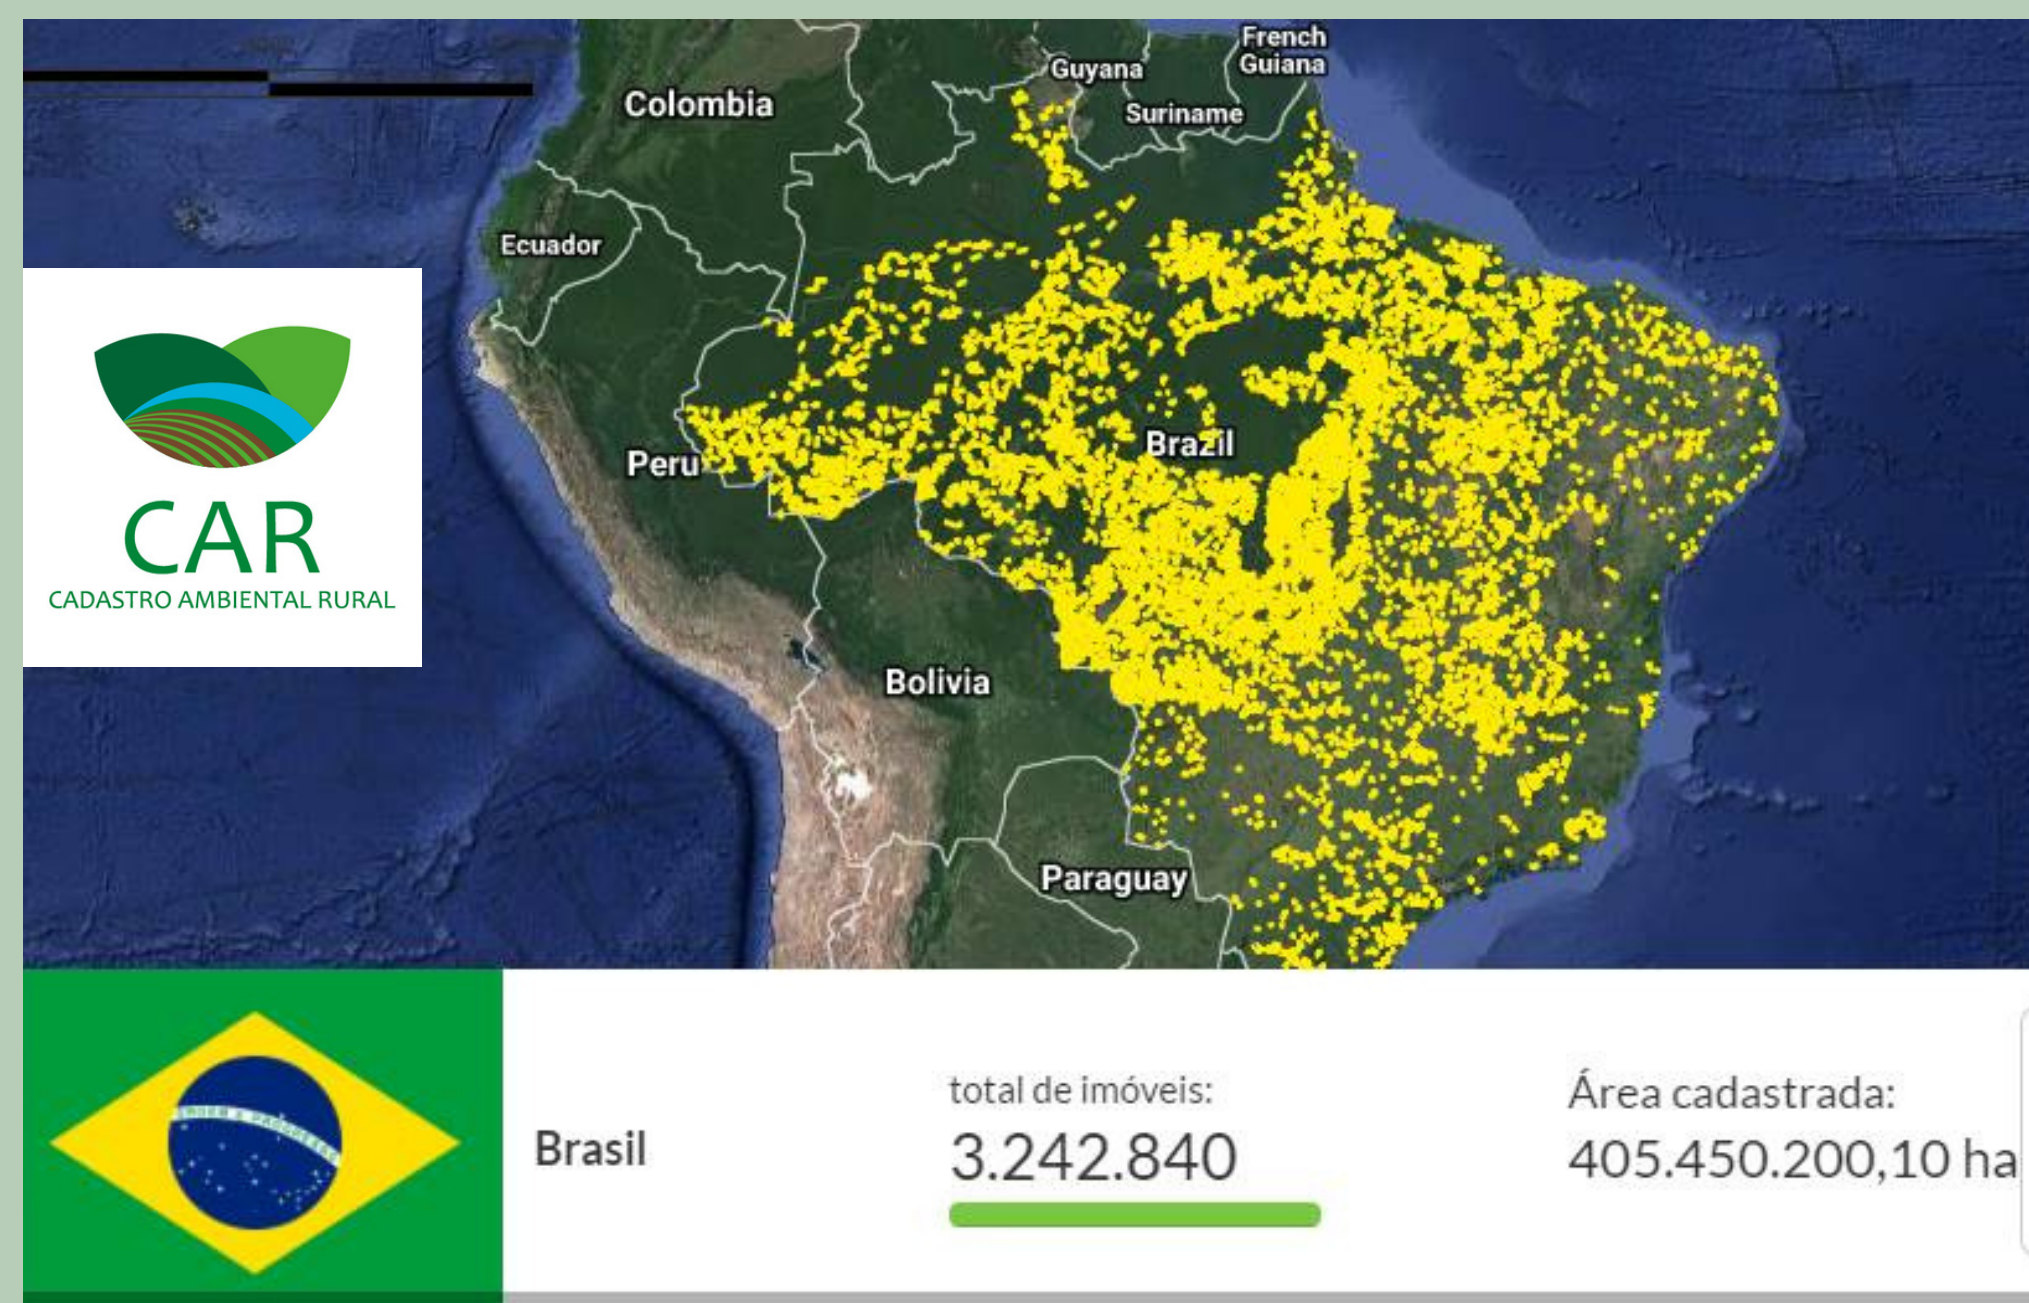 French
Guiana
Guyana
Suriname
Colombia
Ecuador
Peru
Brazil
Bolivia
Paraguay
CAR
CADASTRO AMBIENTAL RURAL
Brasil
total de imóveis:
3.242.840
Área cadastrada:
405.450.200,10 ha